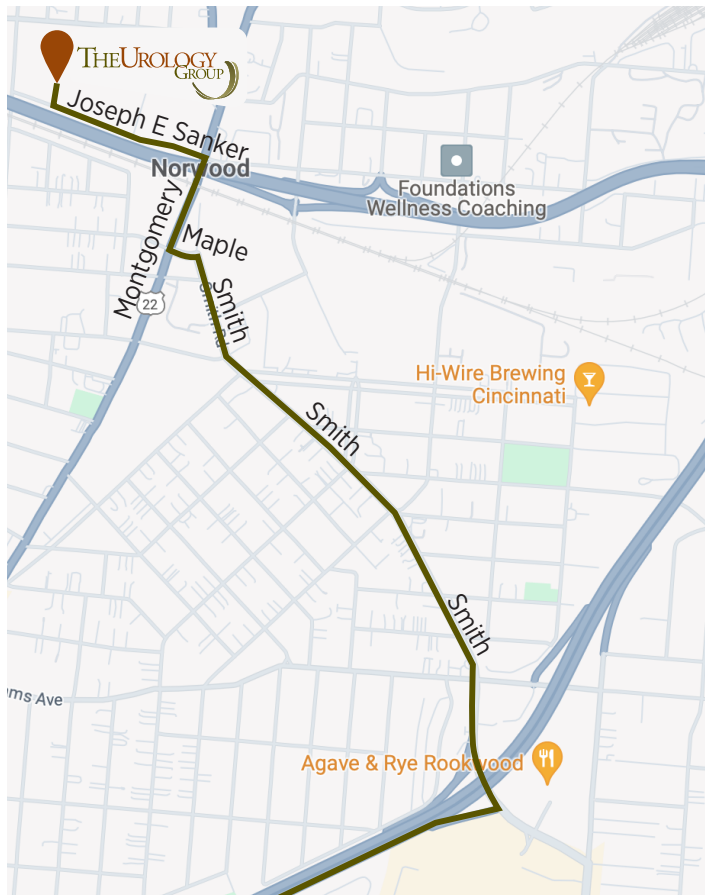 THEUROLOGY
GROUP
Joseph E Sanker
Norwood
Foundations
Wellness Coaching
Montgomery
Maple
22
Smith
Smith Rd
Hi-Wire Brewing
Cincinnati
Smith
Smith
ms Ave
Agave & Rye Rookwood